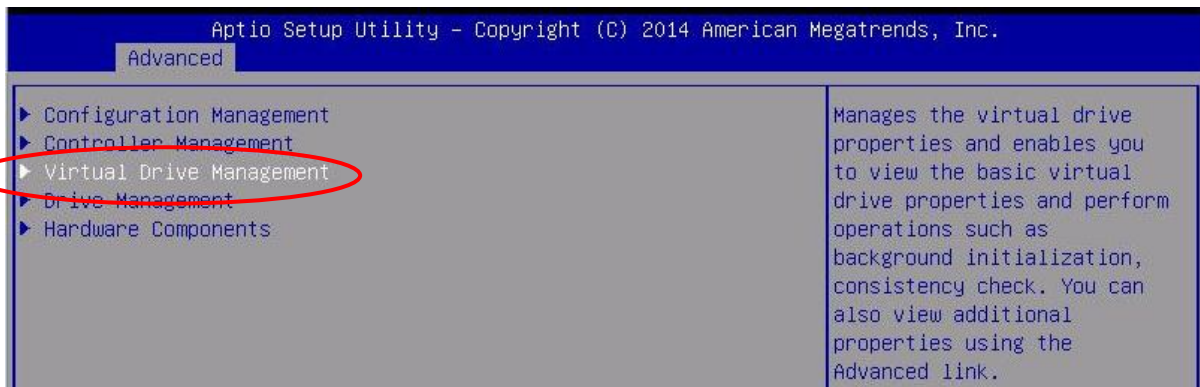 Aptio Setup Utility – Copyright (C) 2014 American Megatrends, Inc.
Advanced
Configuration Management
Controller Management
Virtual Drive Management
Drive Management
Hardware Components
Manages the virtual drive
properties and enables you
to view the basic virtual
drive properties and perform
operations such as
background initialization,
consistency check. You can
also view additional
properties using the
Advanced link.